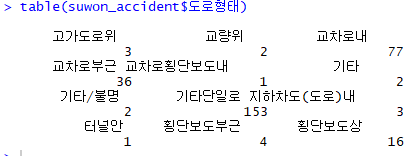 > table(suwon_accident$도로형태)
고가도로위 교량위 교차로내
3 2 77
교차로부근 교차로횡단보도내 기타
36 1 2
기타/불명 기타단일로 지하차도(도로)내
2 153 3
터널안 횡단보도부근 횡단보도상
1 4 16
>